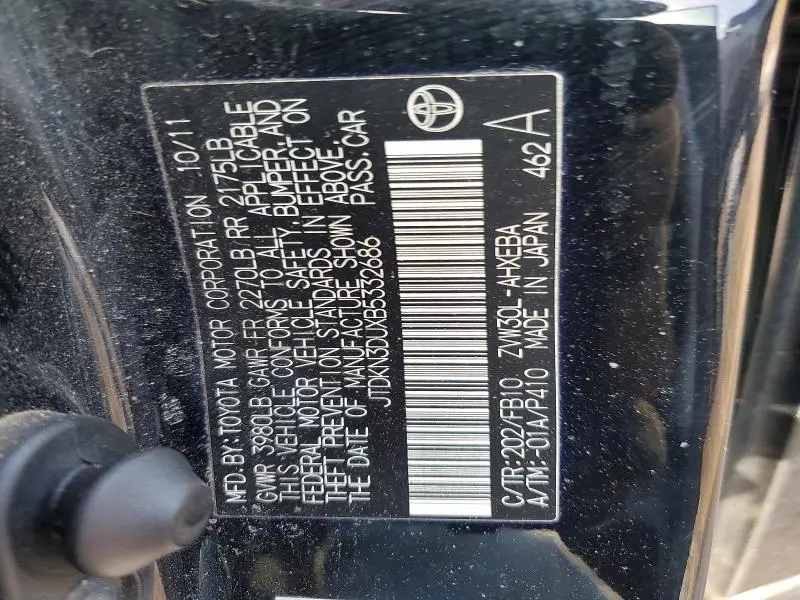 MFD. BY: TOYOTA MOTOR CORPORATION 10/11
GVWR 3980LB GAWR FR 2270LB RR 2175LB
THIS VEHICLE CONFORMS TO ALL APPLICABLE
FEDERAL MOTOR VEHICLE SAFETY, BUMPER, AND
THEFT PREVENTION STANDARDS IN EFFECT ON
THE DATE OF MANUFACTURE SHOWN ABOVE.
JTDKN3DUXB5332686 PASS. CAR
C/TR: 202/FB10 ZVW30L-AHXEBA
A/TM: -01A/P410 MADE IN JAPAN 462 A